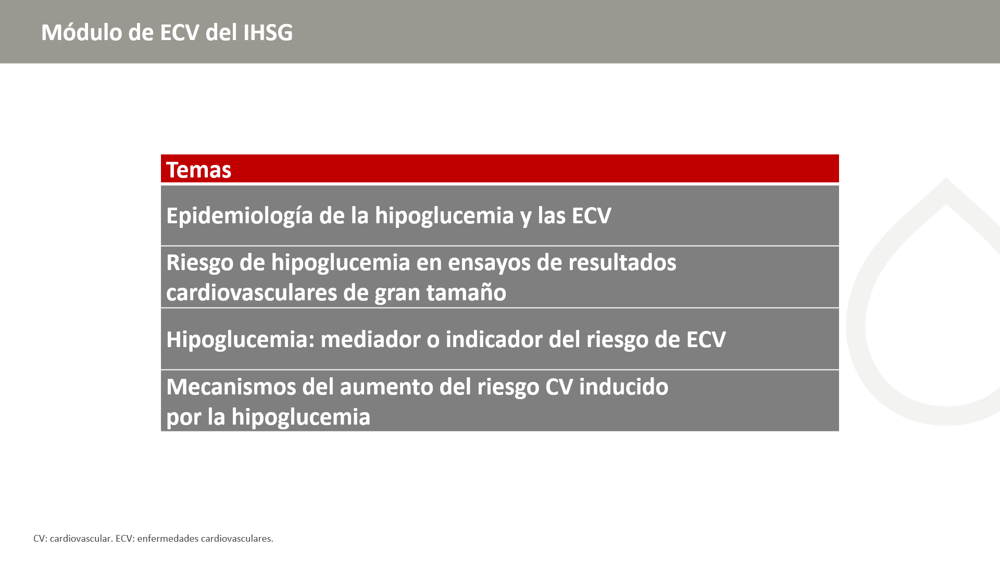 Módulo de ECV del IHSG
Temas
Epidemiología de la hipoglucemia y las ECV
Riesgo de hipoglucemia en ensayos de resultados
cardiovasculares de gran tamaño
Hipoglucemia: mediador o indicador del riesgo de ECV
Mecanismos del aumento del riesgo CV inducido
por la hipoglucemia
CV: cardiovascular. ECV: enfermedades cardiovasculares.